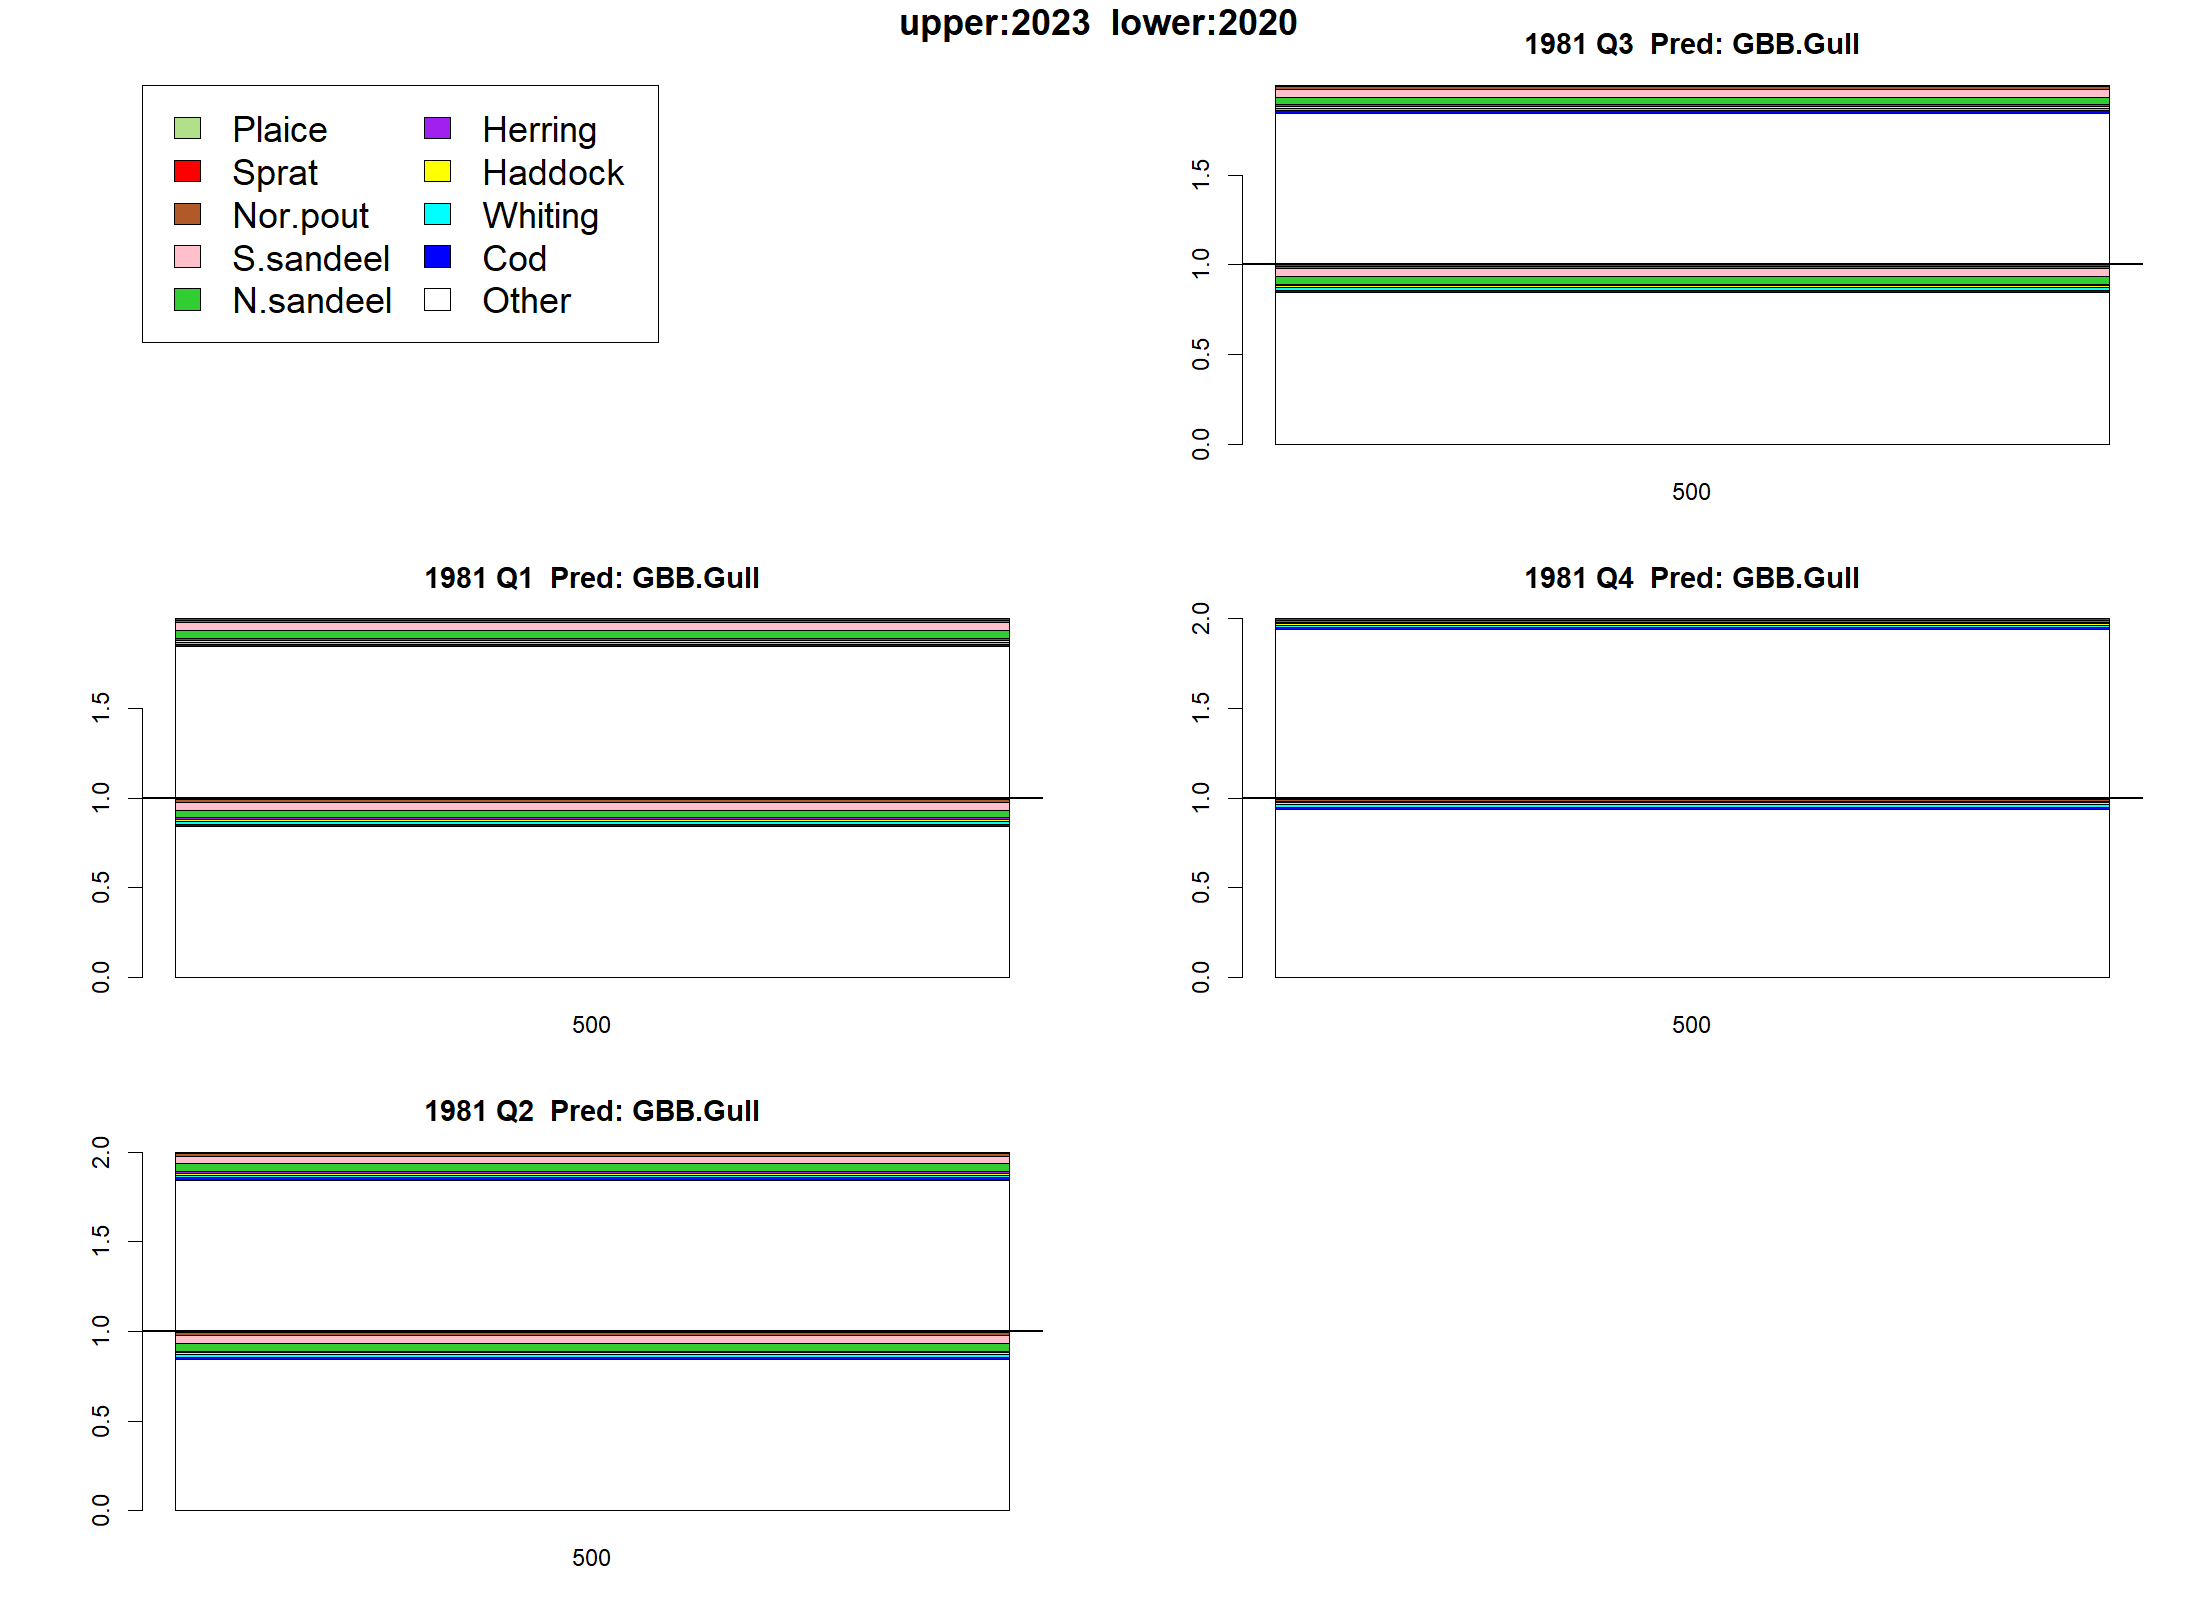 upper:2023  lower:2020
Plaice
Sprat
Nor.pout
S.sandeel
N.sandeel
Herring
Haddock
Whiting
Cod
Other
1981 Q3  Pred: GBB.Gull
0.0
0.5
1.0
1.5
500
1981 Q1  Pred: GBB.Gull
0.0
0.5
1.0
1.5
500
1981 Q4  Pred: GBB.Gull
0.0
0.5
1.0
1.5
2.0
500
1981 Q2  Pred: GBB.Gull
0.0
0.5
1.0
1.5
2.0
500